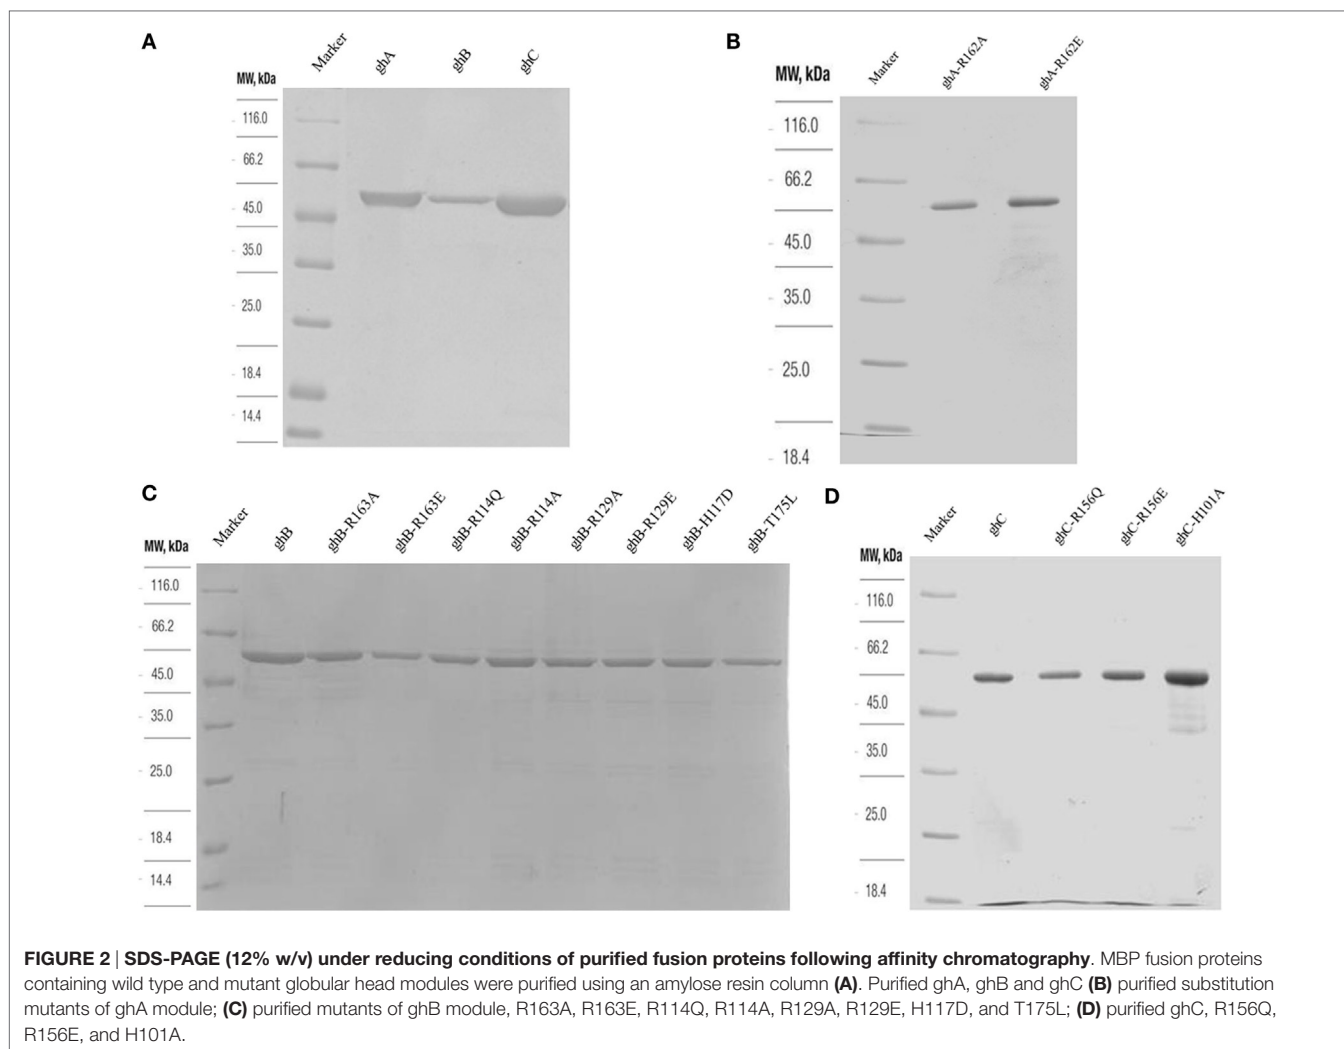 A
Marker
ghA
ghB
ghC
MW, kDa
- 116.0
- 66.2
- 45.0
- 35.0
- 25.0
- 18.4
- 14.4
B
Marker
ghA-R162A
ghA-R162E
MW, kDa
- 116.0
- 66.2
- 45.0
- 35.0
- 25.0
- 18.4
C
Marker
ghB
ghB-R163A
ghB-R163E
ghB-R114Q
ghB-R114A
ghB-R129A
ghB-R129E
ghB-H117D
ghB-T175L
MW, kDa
- 116.0
- 66.2
- 45.0
- 35.0
- 25.0
- 18.4
- 14.4
D
Marker
ghC
ghC-R156Q
ghC-R156E
ghC-H101A
MW, kDa
- 116.0
- 66.2
- 45.0
- 35.0
- 25.0
- 18.4
FIGURE 2 | SDS-PAGE (12% w/v) under reducing conditions of purified fusion proteins following affinity chromatography. MBP fusion proteins
containing wild type and mutant globular head modules were purified using an amylose resin column (A). Purified ghA, ghB and ghC (B) purified substitution
mutants of ghA module; (C) purified mutants of ghB module, R163A, R163E, R114Q, R114A, R129A, R129E, H117D, and T175L; (D) purified ghC, R156Q,
R156E, and H101A.